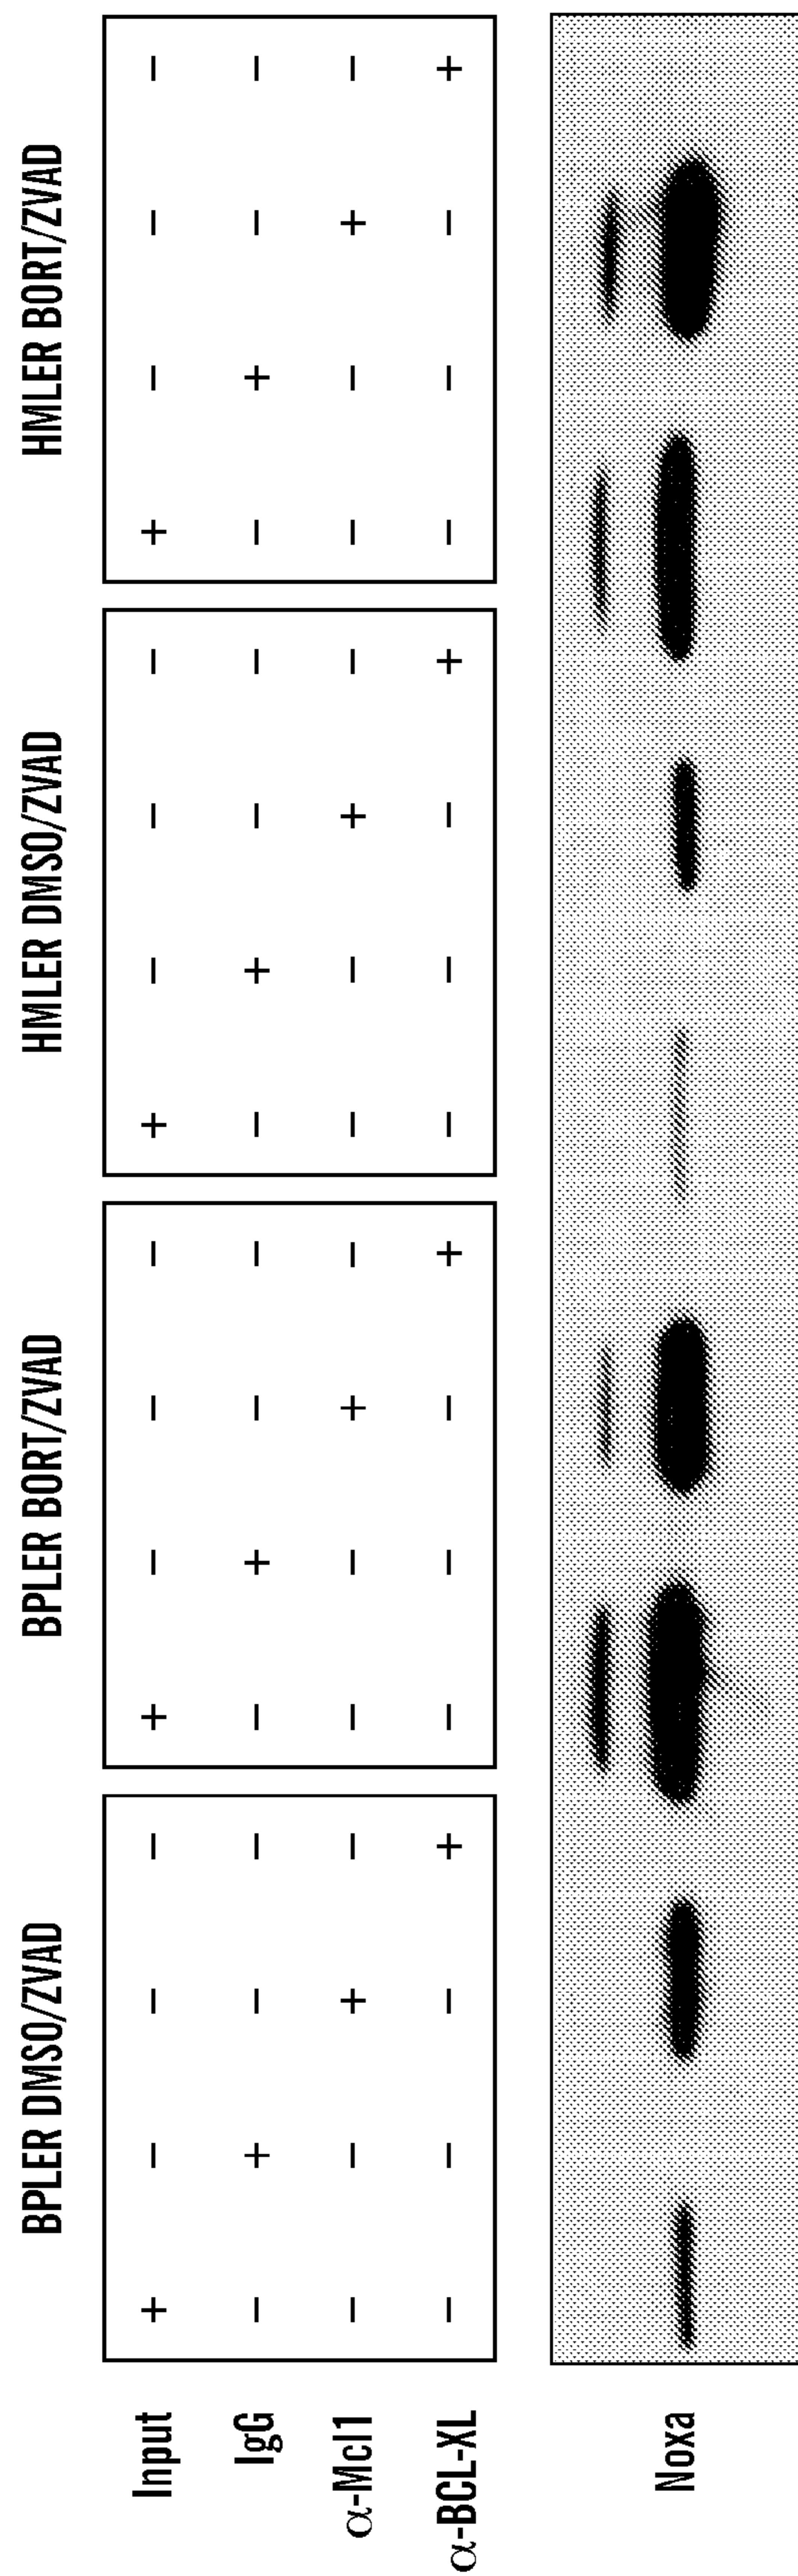 BPLER DMSO/ZVAD BPLER BORT/ZVAD HMLER DMSO/ZVAD HMLER BORT/ZVAD
Input + − − − + − − − + − − − + − − −
IgG − + − − − + − − − + − − − + − −
α-Mcl1 − − + − − − + − − − + − − − + −
α-BCL-XL − − − + − − − + − − − + − − − +
Noxa